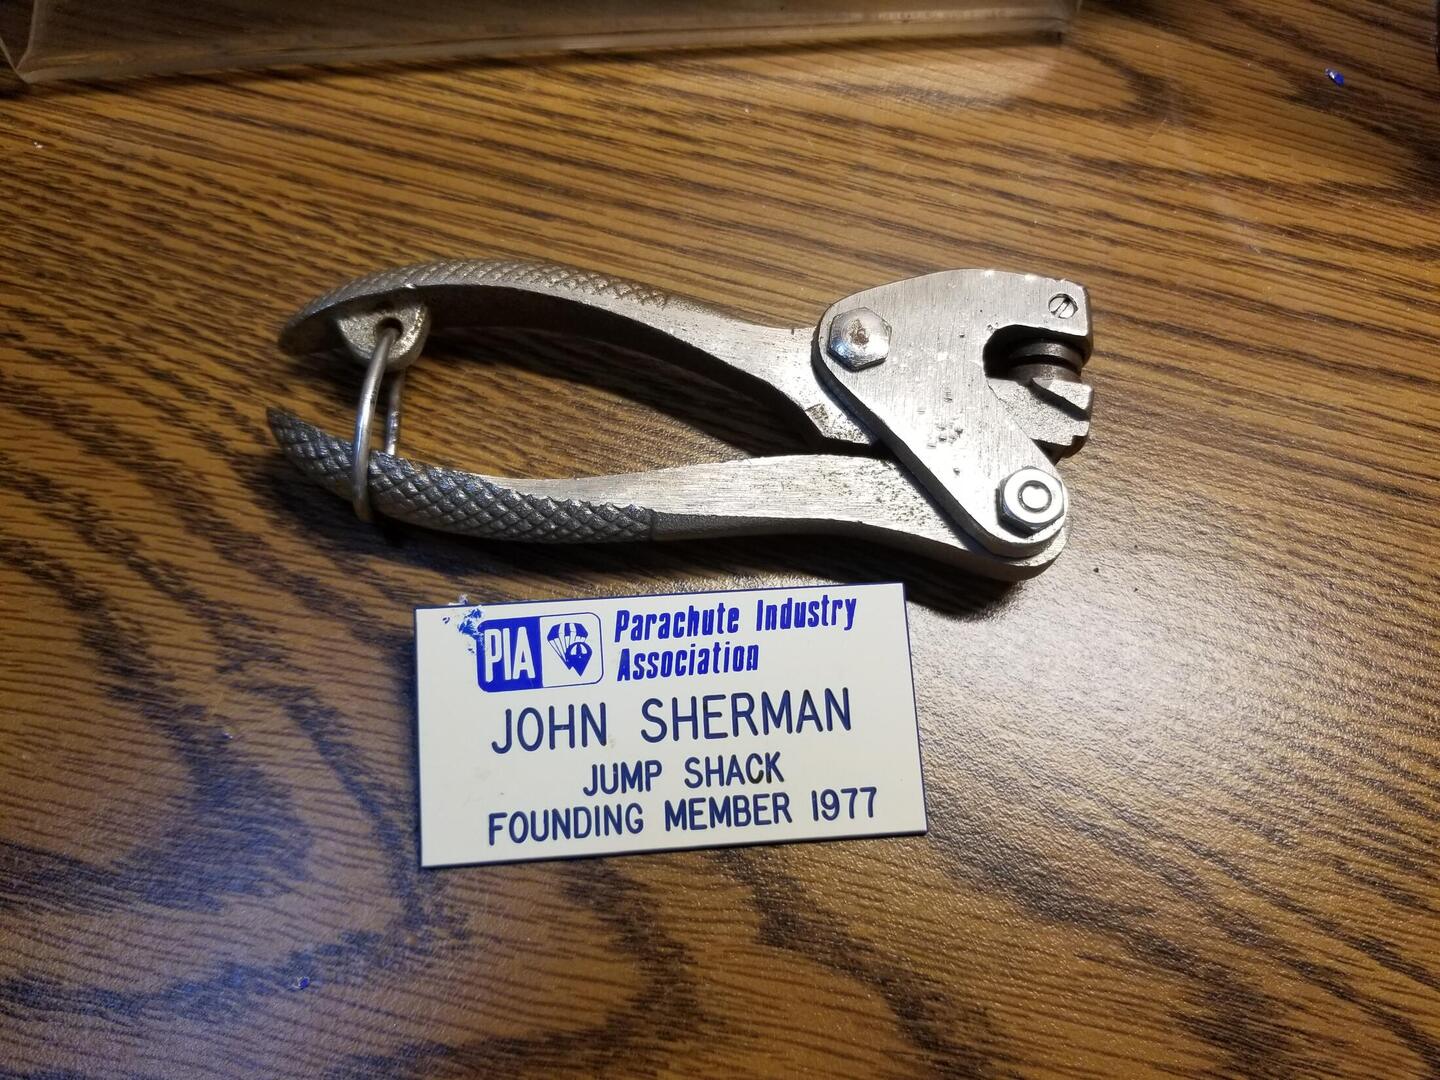 PIA
Parachute Industry
Association
JOHN SHERMAN
JUMP SHACK
FOUNDING MEMBER 1977